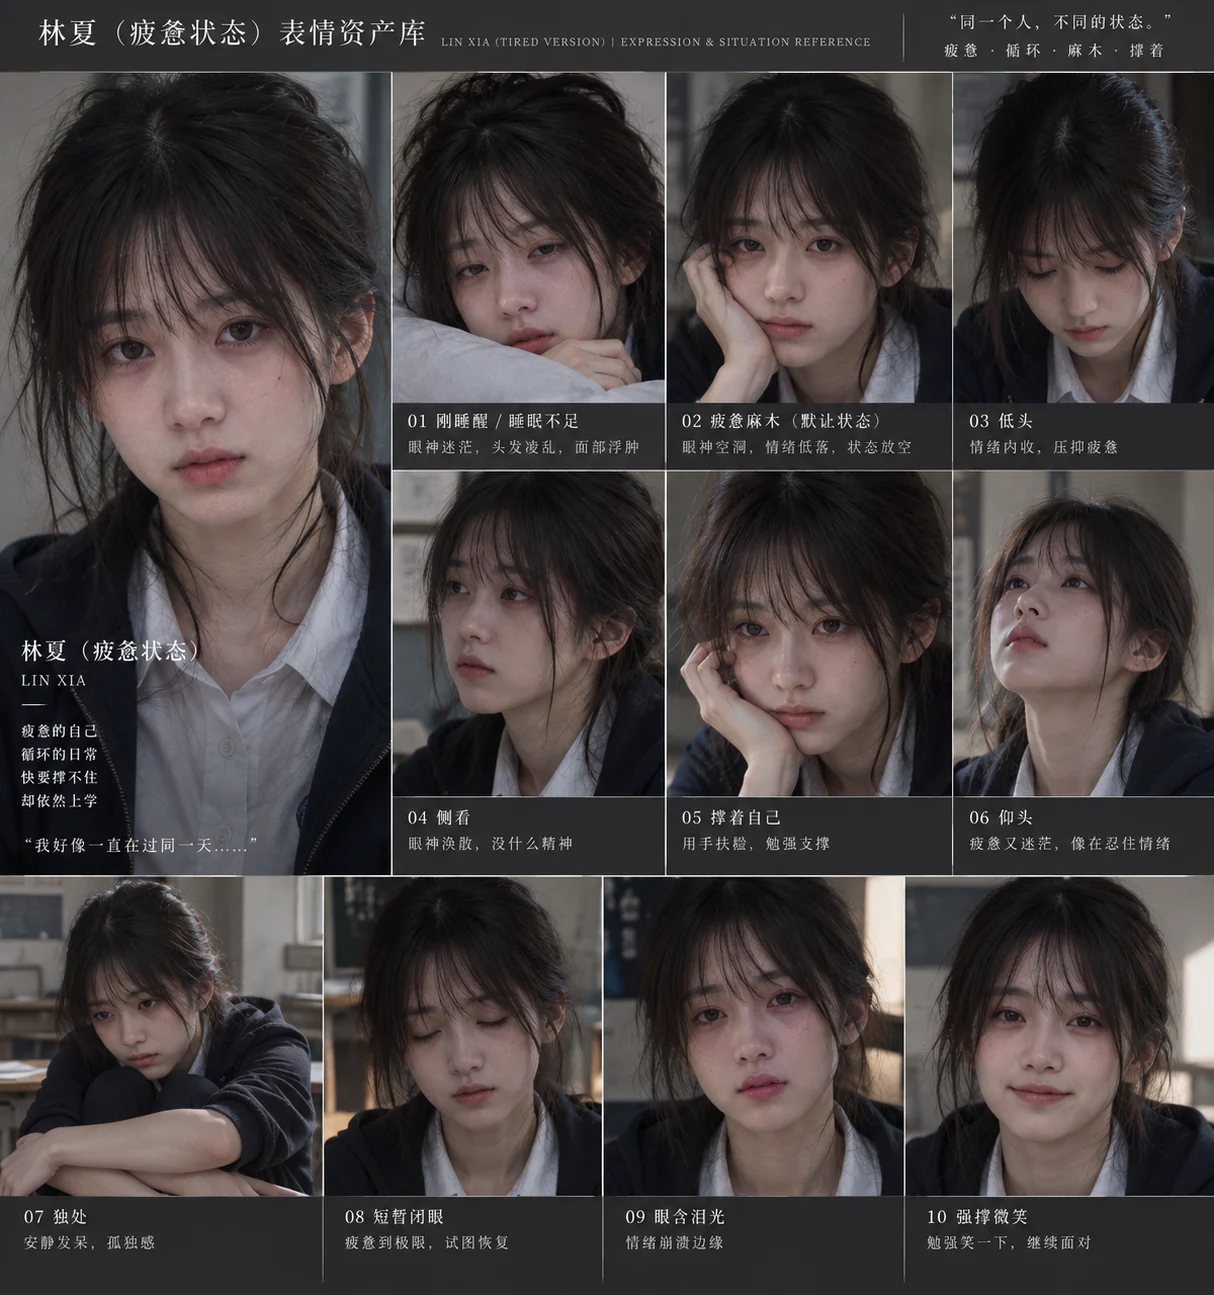 林夏（疲惫状态）表情资产库
LIN XIA (TIRED VERSION) | EXPRESSION & SITUATION REFERENCE
“同一个人，不同的状态。”
疲惫 · 循环 · 麻木 · 撑着
林夏（疲惫状态）
LIN XIA
疲惫的自己
循环的日常
快要撑不住
却依然上学
“我好像一直在过同一天……”
01 刚睡醒 / 睡眠不足
眼神迷茫，头发凌乱，面部浮肿
02 疲惫麻木（默认状态）
眼神空洞，情绪低落，状态放空
03 低头
情绪内收，压抑疲惫
04 侧看
眼神涣散，没什么精神
05 撑着自己
用手扶脸，勉强支撑
06 仰头
疲惫又迷茫，像在忍住情绪
07 独处
安静发呆，孤独感
08 短暂闭眼
疲惫到极限，试图恢复
09 眼含泪光
情绪崩溃边缘
10 强撑微笑
勉强笑一下，继续面对